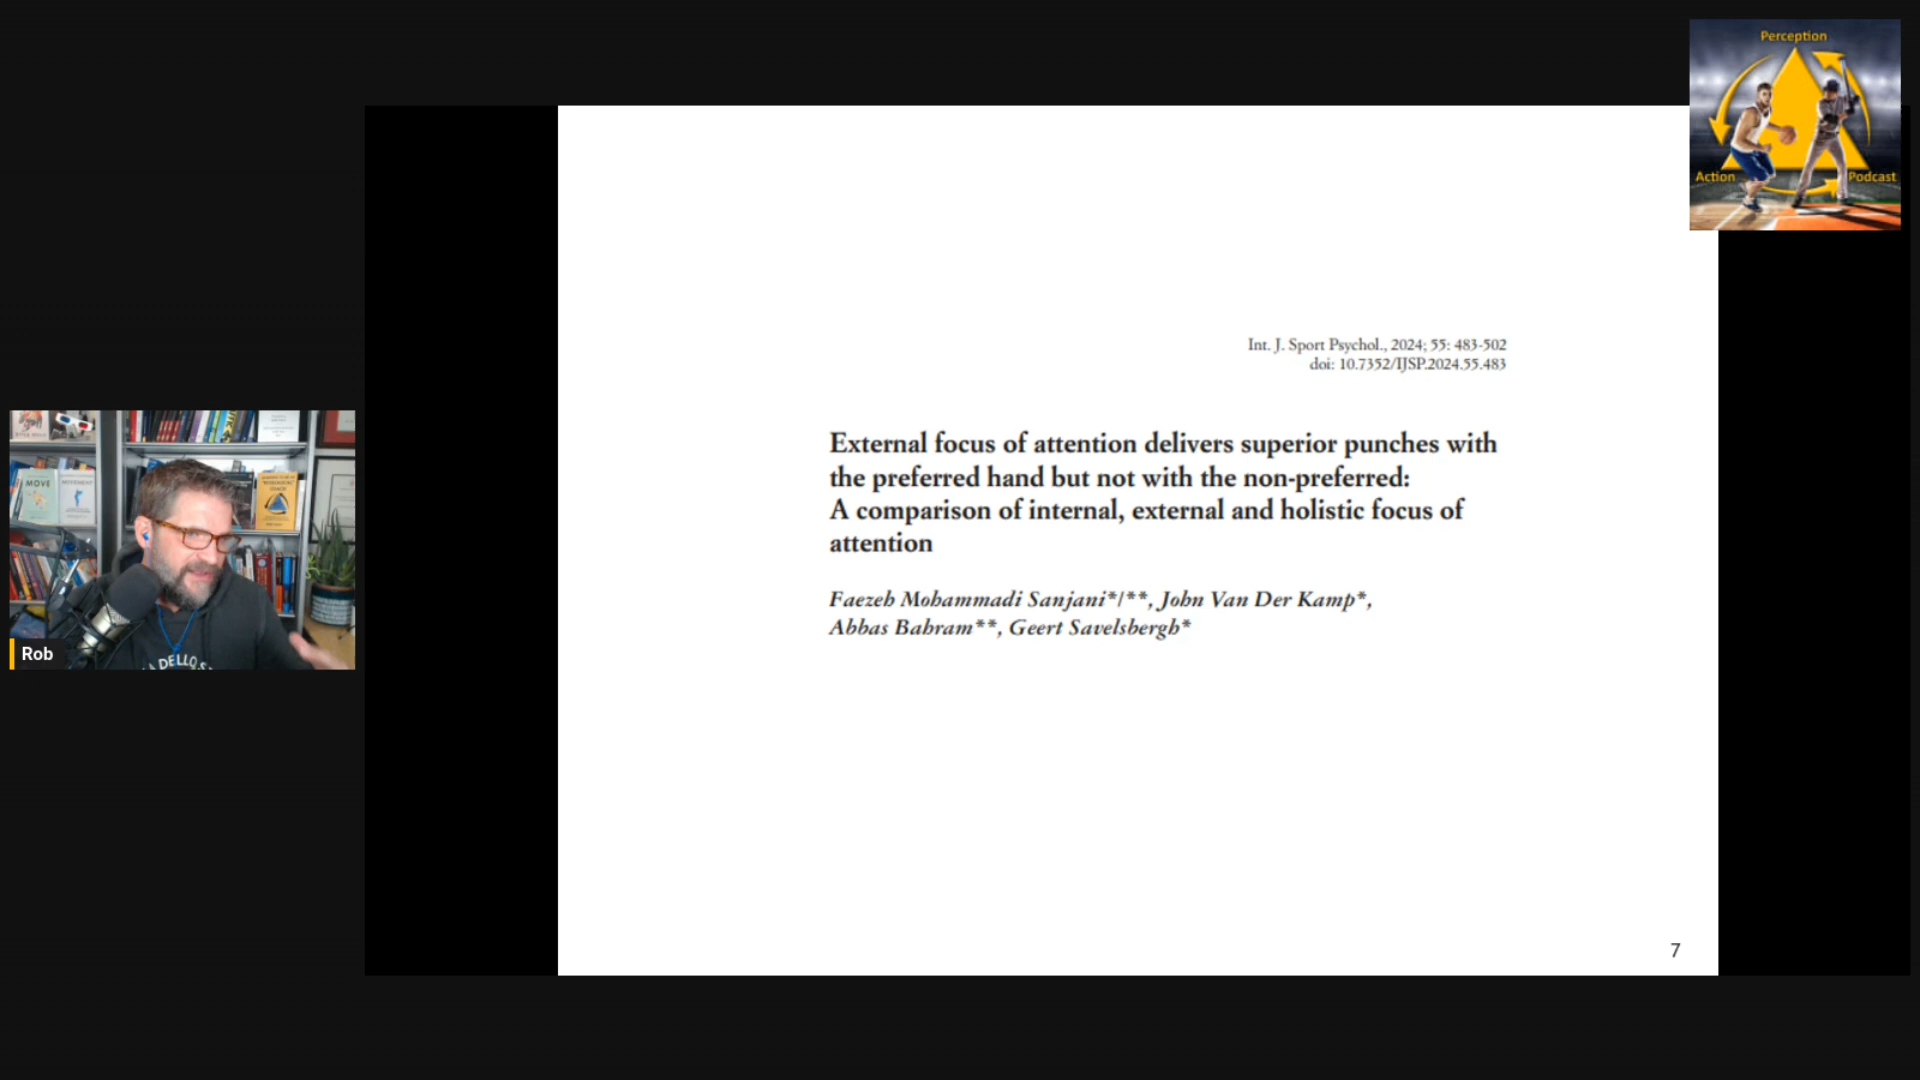 Perception
Action
Podcast
Int. J. Sport Psychol., 2024; 55: 483-502
doi: 10.7352/IJSP.2024.55.483
External focus of attention delivers superior punches with
the preferred hand but not with the non-preferred:
A comparison of internal, external and holistic focus of
attention
Faezeh Mohammadi Sanjani*/**, John Van Der Kamp*,
Abbas Bahram**, Geert Savelsbergh*
MOVE
Rob
7